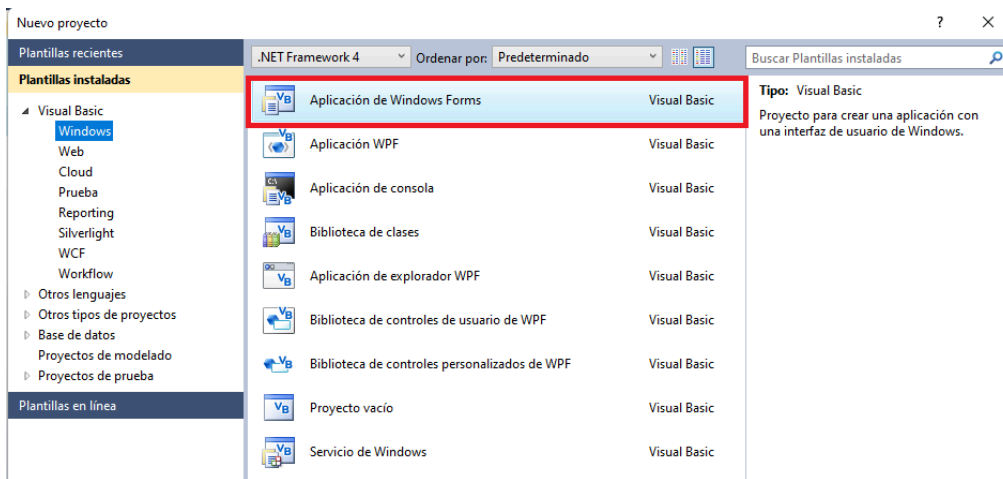 Nuevo proyecto
? ×
Plantillas recientes
Plantillas instaladas
Visual Basic
Windows
Web
Cloud
Prueba
Reporting
Silverlight
WCF
Workflow
Otros lenguajes
Otros tipos de proyectos
Base de datos
Proyectos de modelado
Proyectos de prueba
Plantillas en línea
.NET Framework 4 Ordenar por: Predeterminado
Aplicación de Windows Forms Visual Basic
Aplicación WPF Visual Basic
Aplicación de consola Visual Basic
Biblioteca de clases Visual Basic
Aplicación de explorador WPF Visual Basic
Biblioteca de controles de usuario de WPF Visual Basic
Biblioteca de controles personalizados de WPF Visual Basic
Proyecto vacío Visual Basic
Servicio de Windows Visual Basic
Buscar Plantillas instaladas
Tipo: Visual Basic
Proyecto para crear una aplicación con
una interfaz de usuario de Windows.